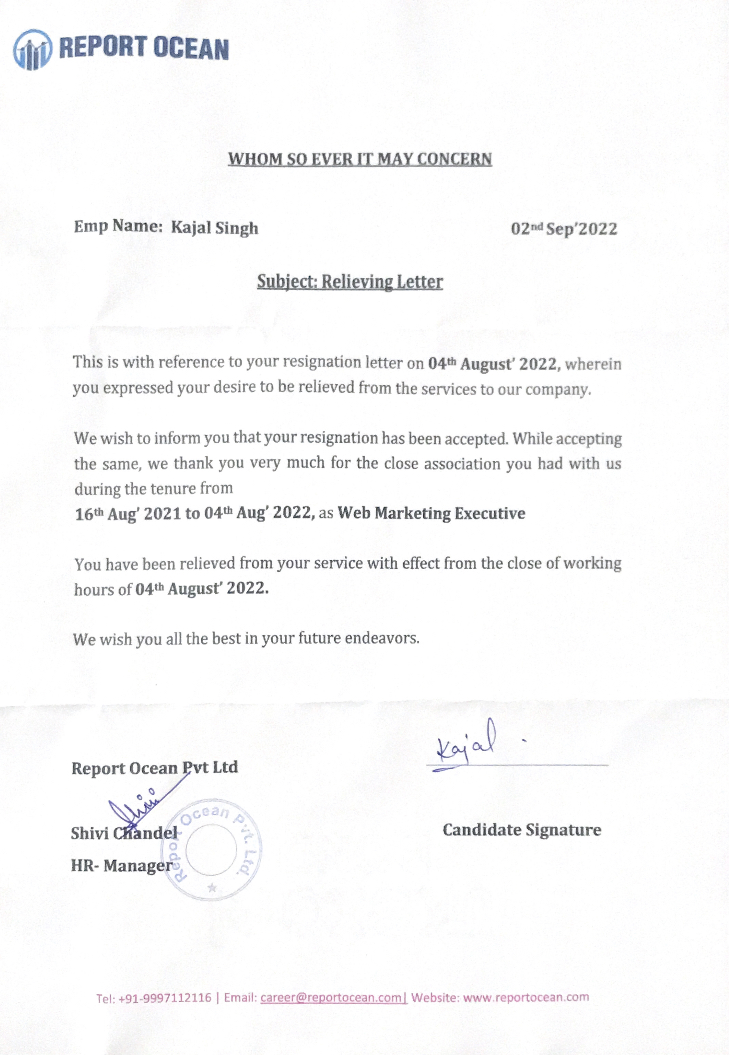 REPORT OCEAN
WHOM SO EVER IT MAY CONCERN
Emp Name: Kajal Singh 02nd Sep'2022
Subject: Relieving Letter
This is with reference to your resignation letter on 04th August' 2022, wherein
you expressed your desire to be relieved from the services to our company.
We wish to inform you that your resignation has been accepted. While accepting
the same, we thank you very much for the close association you had with us
during the tenure from
16th Aug' 2021 to 04th Aug' 2022, as Web Marketing Executive
You have been relieved from your service with effect from the close of working
hours of 04th August' 2022.
We wish you all the best in your future endeavors.
Kajal
Report Ocean Pvt Ltd
Shivi
Shivi Chandel
Candidate Signature
HR- Manager
Report Ocean Pvt. Ltd.
Tel: +91-9997112116 | Email: career@reportocean.com| Website: www.reportocean.com